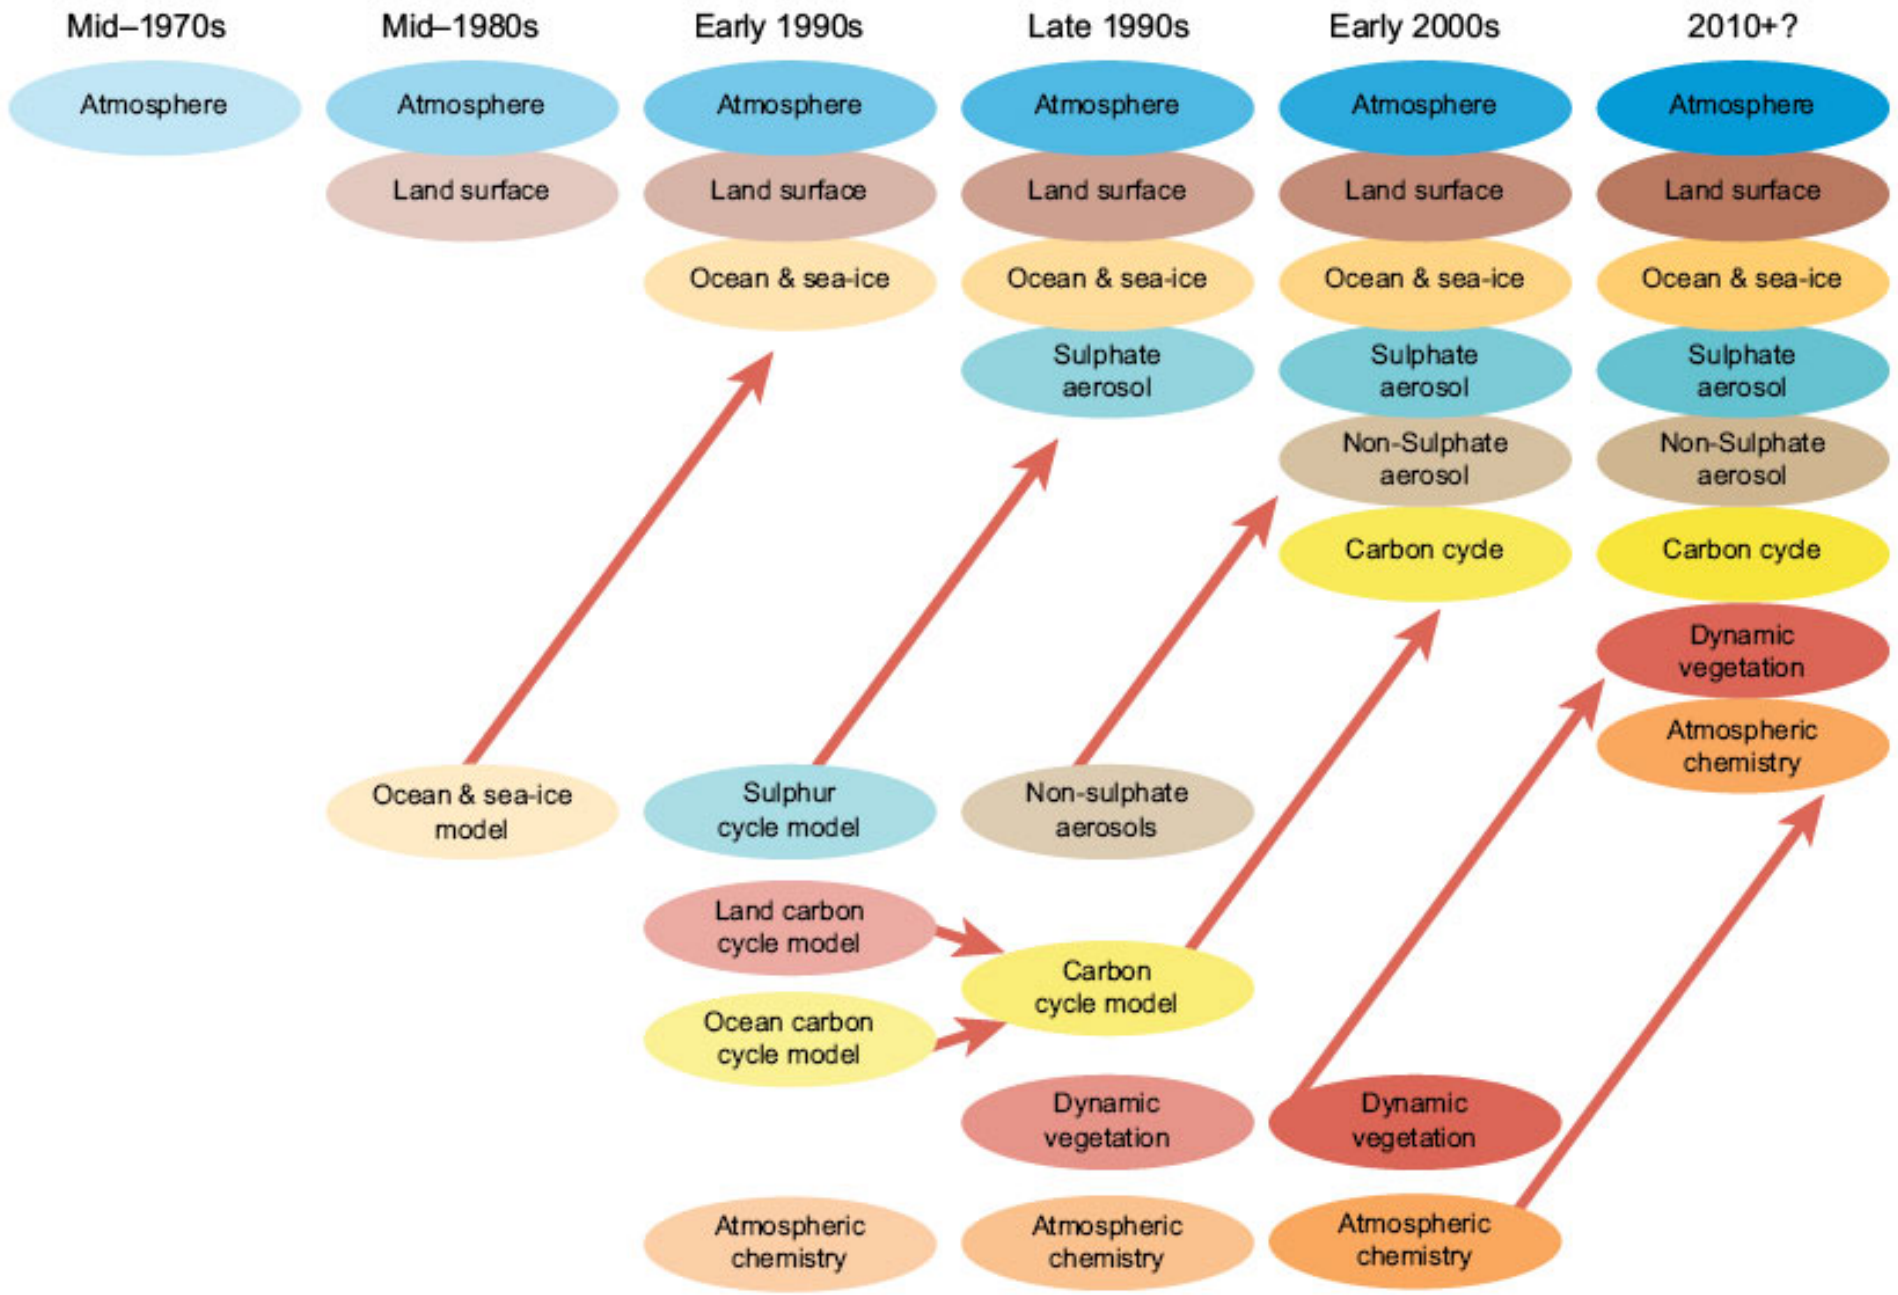 Mid–1970s Mid–1980s Early 1990s Late 1990s Early 2000s 2010+?
Atmosphere Atmosphere Atmosphere Atmosphere Atmosphere Atmosphere
Land surface Land surface Land surface Land surface Land surface
Ocean & sea-ice Ocean & sea-ice Ocean & sea-ice Ocean & sea-ice
Sulphate Sulphate Sulphate
aerosol aerosol aerosol
Non-Sulphate Non-Sulphate
aerosol aerosol
Carbon cycle Carbon cycle
Dynamic
vegetation
Atmospheric
chemistry
Ocean & sea-ice Sulphur Non-sulphate
model cycle model aerosols
Land carbon
cycle model
Carbon
cycle model
Ocean carbon
cycle model
Dynamic Dynamic
vegetation vegetation
Atmospheric Atmospheric Atmospheric
chemistry chemistry chemistry